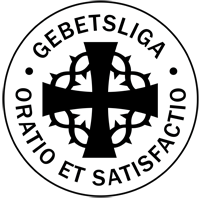 GEBETSLIGA
ORATIO ET SATISFACTIO